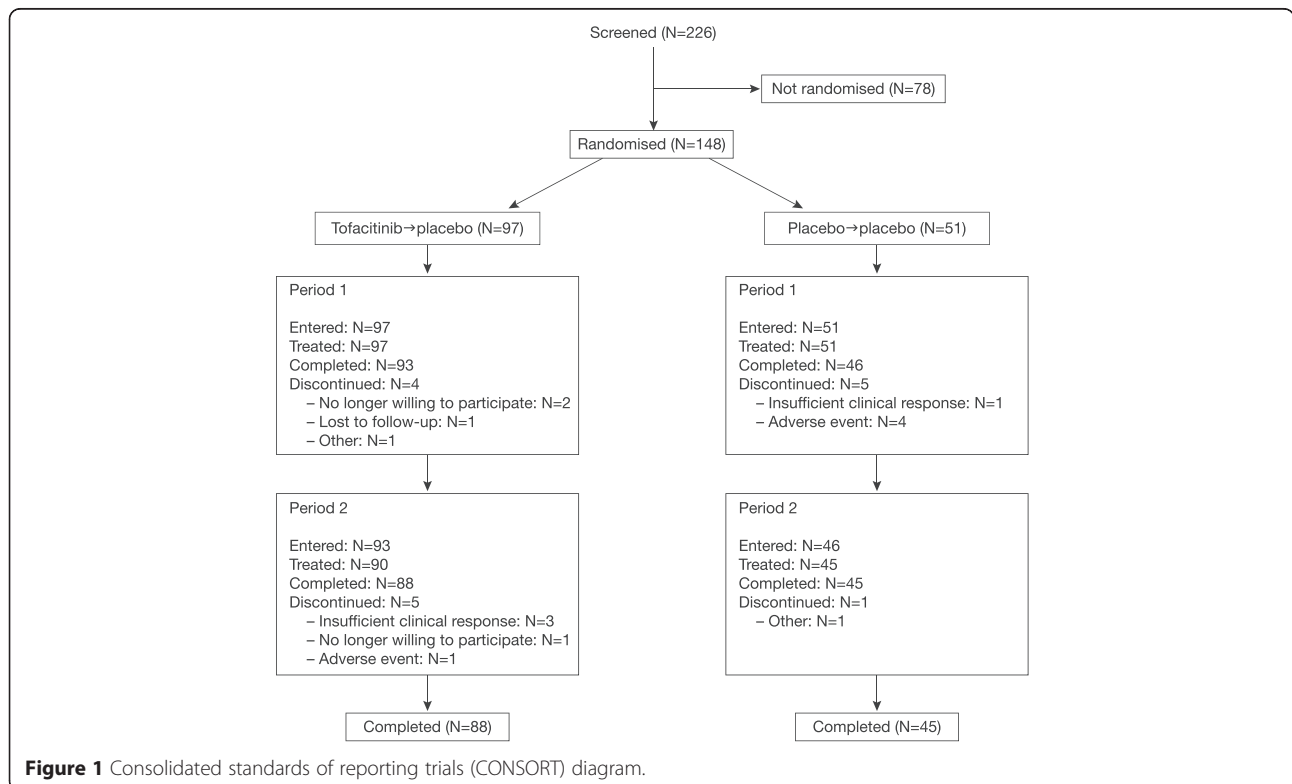 Screened (N=226)
Not randomised (N=78)
Randomised (N=148)
Tofacitinib→placebo (N=97)
Placebo→placebo (N=51)
Period 1
Entered: N=97
Treated: N=97
Completed: N=93
Discontinued: N=4
– No longer willing to participate: N=2
– Lost to follow-up: N=1
– Other: N=1
Period 1
Entered: N=51
Treated: N=51
Completed: N=46
Discontinued: N=5
– Insufficient clinical response: N=1
– Adverse event: N=4
Period 2
Entered: N=93
Treated: N=90
Completed: N=88
Discontinued: N=5
– Insufficient clinical response: N=3
– No longer willing to participate: N=1
– Adverse event: N=1
Period 2
Entered: N=46
Treated: N=45
Completed: N=45
Discontinued: N=1
– Other: N=1
Completed (N=88)
Completed (N=45)
Figure 1 Consolidated standards of reporting trials (CONSORT) diagram.